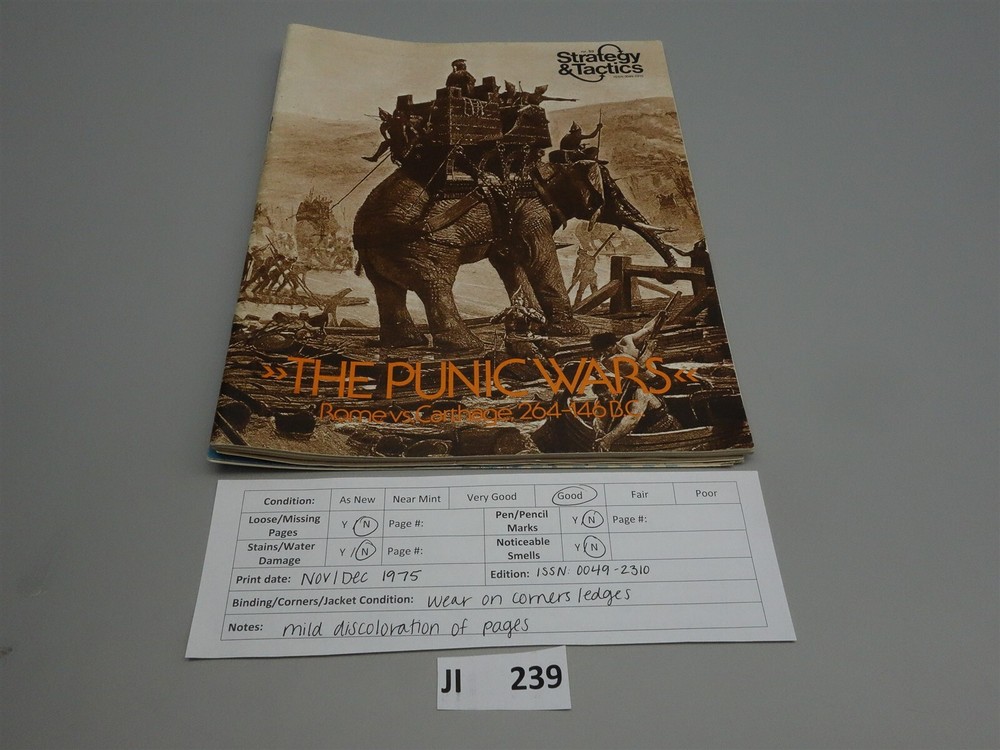 Strategy
&Tactics
»THE PUNIC WARS«
Rome vs. Carthage, 264-146 B.C.
Condition: As New Near Mint Very Good Good Fair Poor
Loose/Missing Pages Y / N Page #: Pen/Pencil Marks Y / N Page #:
Stains/Water Damage Y / N Page #: Noticeable Smells Y / N
Print date: Nov/Dec 1975 Edition: ISSN: 0049-2310
Binding/Corners/Jacket Condition: wear on corners/edges
Notes: mild discoloration of pages
JI 239